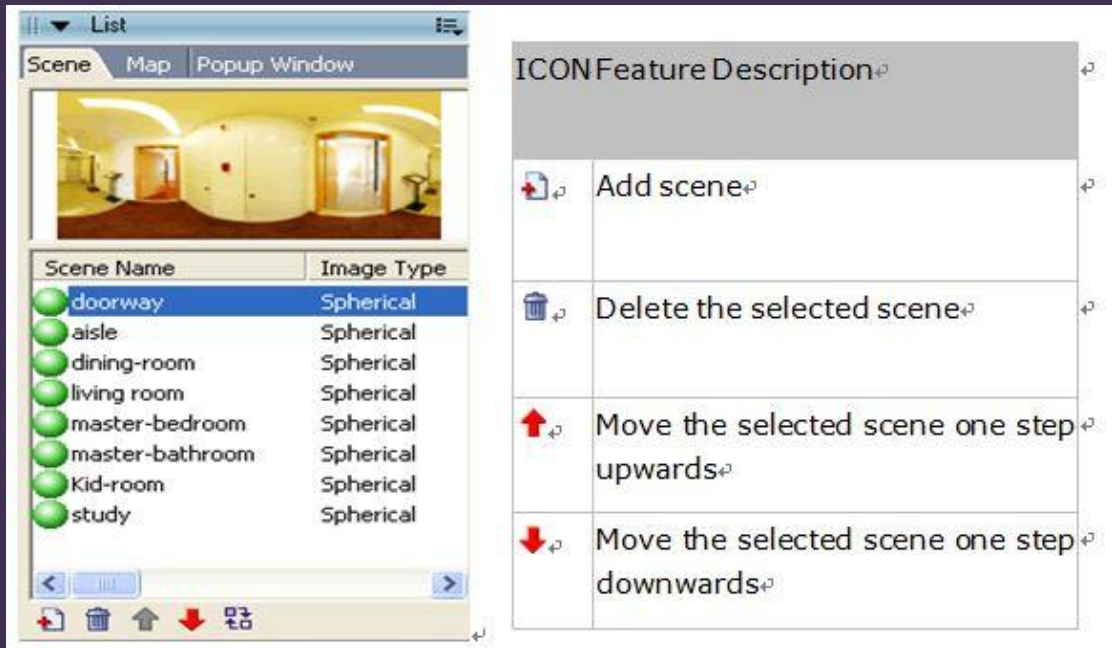 List
Scene Map Popup Window
Scene Name Image Type
doorway Spherical
aisle Spherical
dining-room Spherical
living room Spherical
master-bedroom Spherical
master-bathroom Spherical
Kid-room Spherical
study Spherical
ICON Feature Description
Add scene
Delete the selected scene
Move the selected scene one step
upwards
Move the selected scene one step
downwards